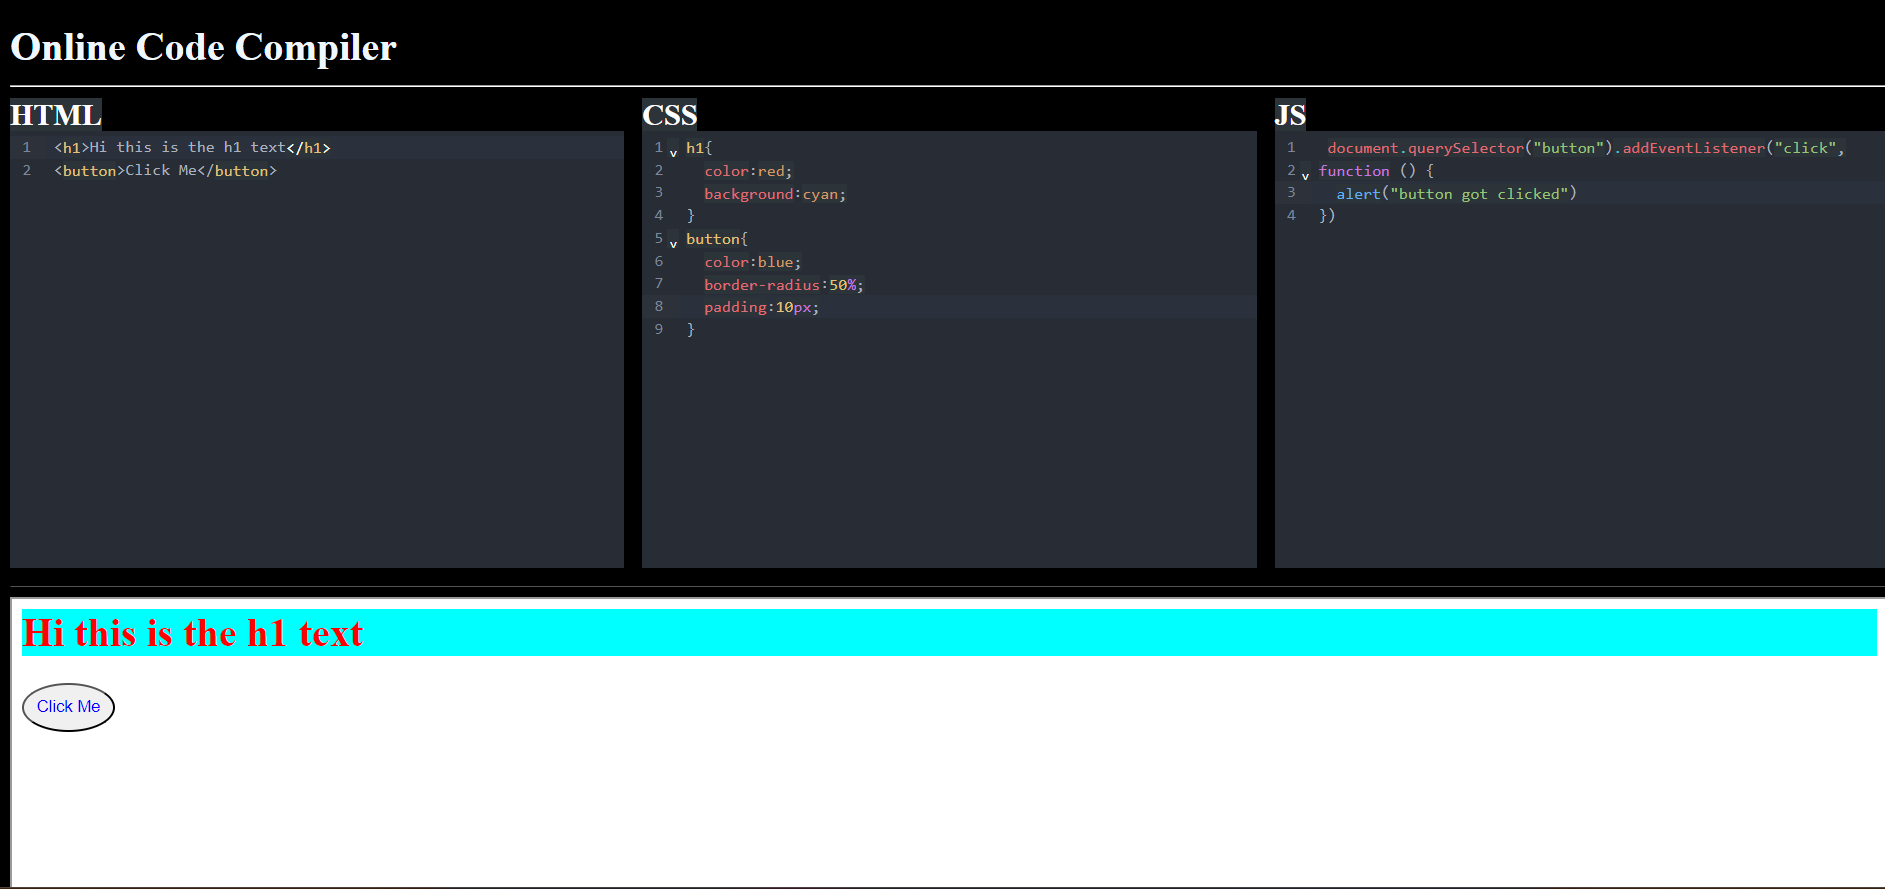 Online Code Compiler
HTML
1 <h1>Hi this is the h1 text</h1>
2 <button>Click Me</button>
CSS
1 v h1{
2   color:red;
3   background:cyan;
4 }
5 v button{
6   color:blue;
7   border-radius:50%;
8   padding:10px;
9 }
JS
1  document.querySelector("button").addEventListener("click",
2 v function () {
3   alert("button got clicked")
4 })
Hi this is the h1 text
Click Me